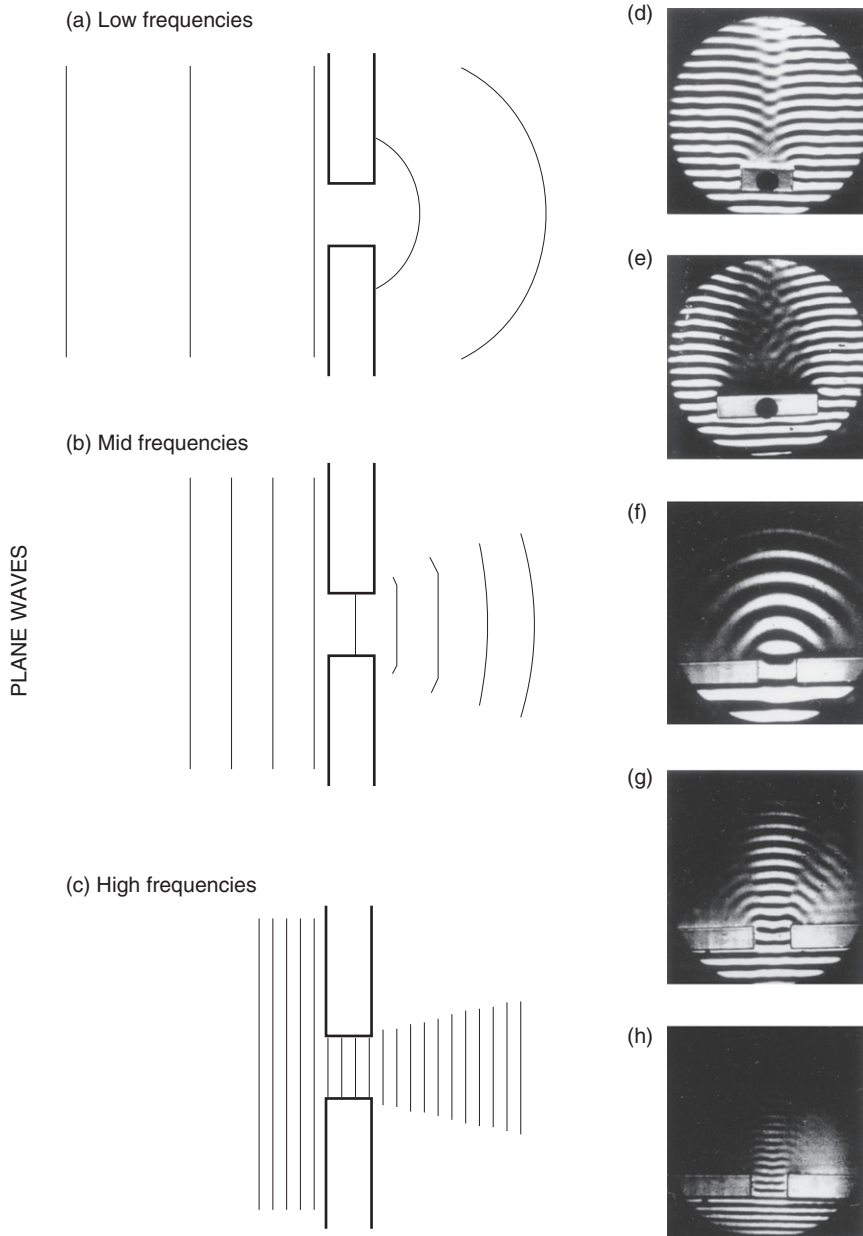 (a) Low frequencies
(b) Mid frequencies
PLANE WAVES
(c) High frequencies
(d)
(e)
(f)
(g)
(h)